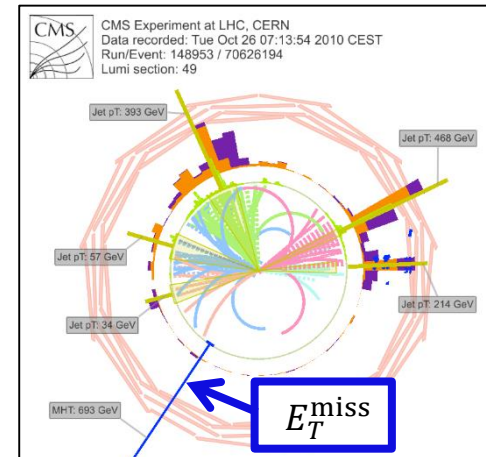 CMS
CMS Experiment at LHC, CERN
Data recorded: Tue Oct 26 07:13:54 2010 CEST
Run/Event: 148953 / 70626194
Lumi section: 49
Jet pT: 393 GeV
Jet pT: 468 GeV
Jet pT: 57 GeV
Jet pT: 214 GeV
Jet pT: 34 GeV
MHT: 693 GeV
E_T^miss